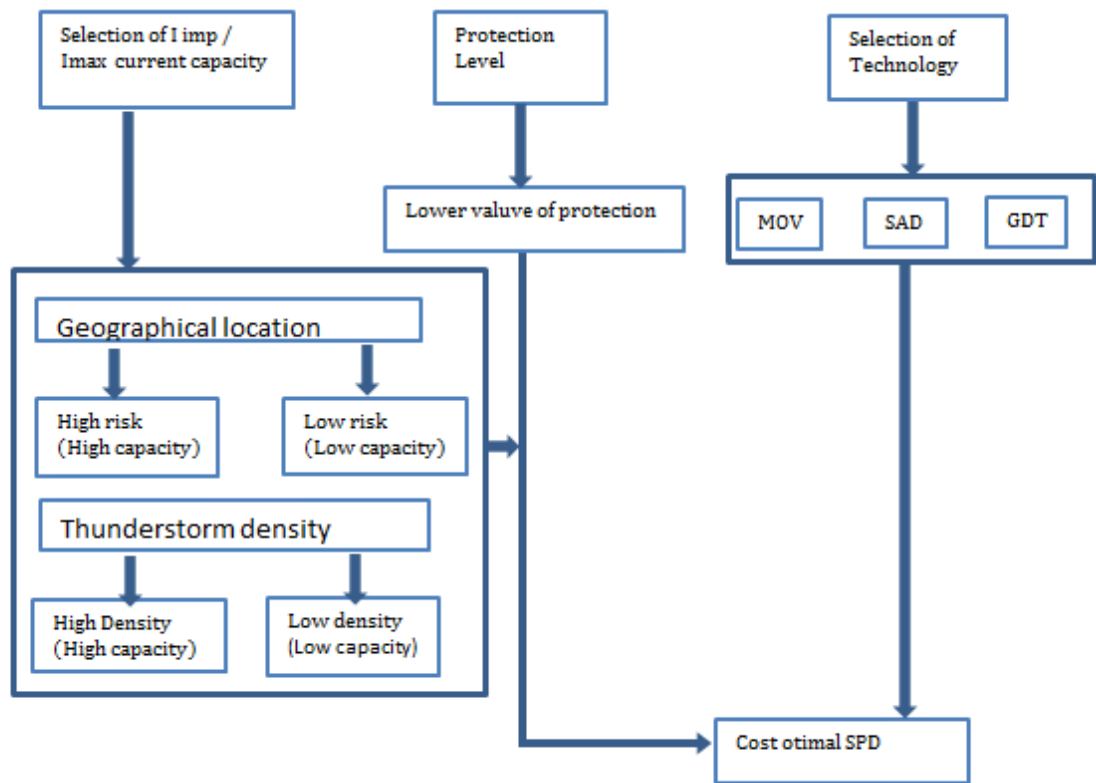 Selection of I imp /
Imax current capacity
Protection
Level
Selection of
Technology
Lower valuve of protection
MOV
SAD
GDT
Geographical location
High risk
(High capacity)
Low risk
(Low capacity)
Thunderstorm density
High Density
(High capacity)
Low density
(Low capacity)
Cost otimal SPD